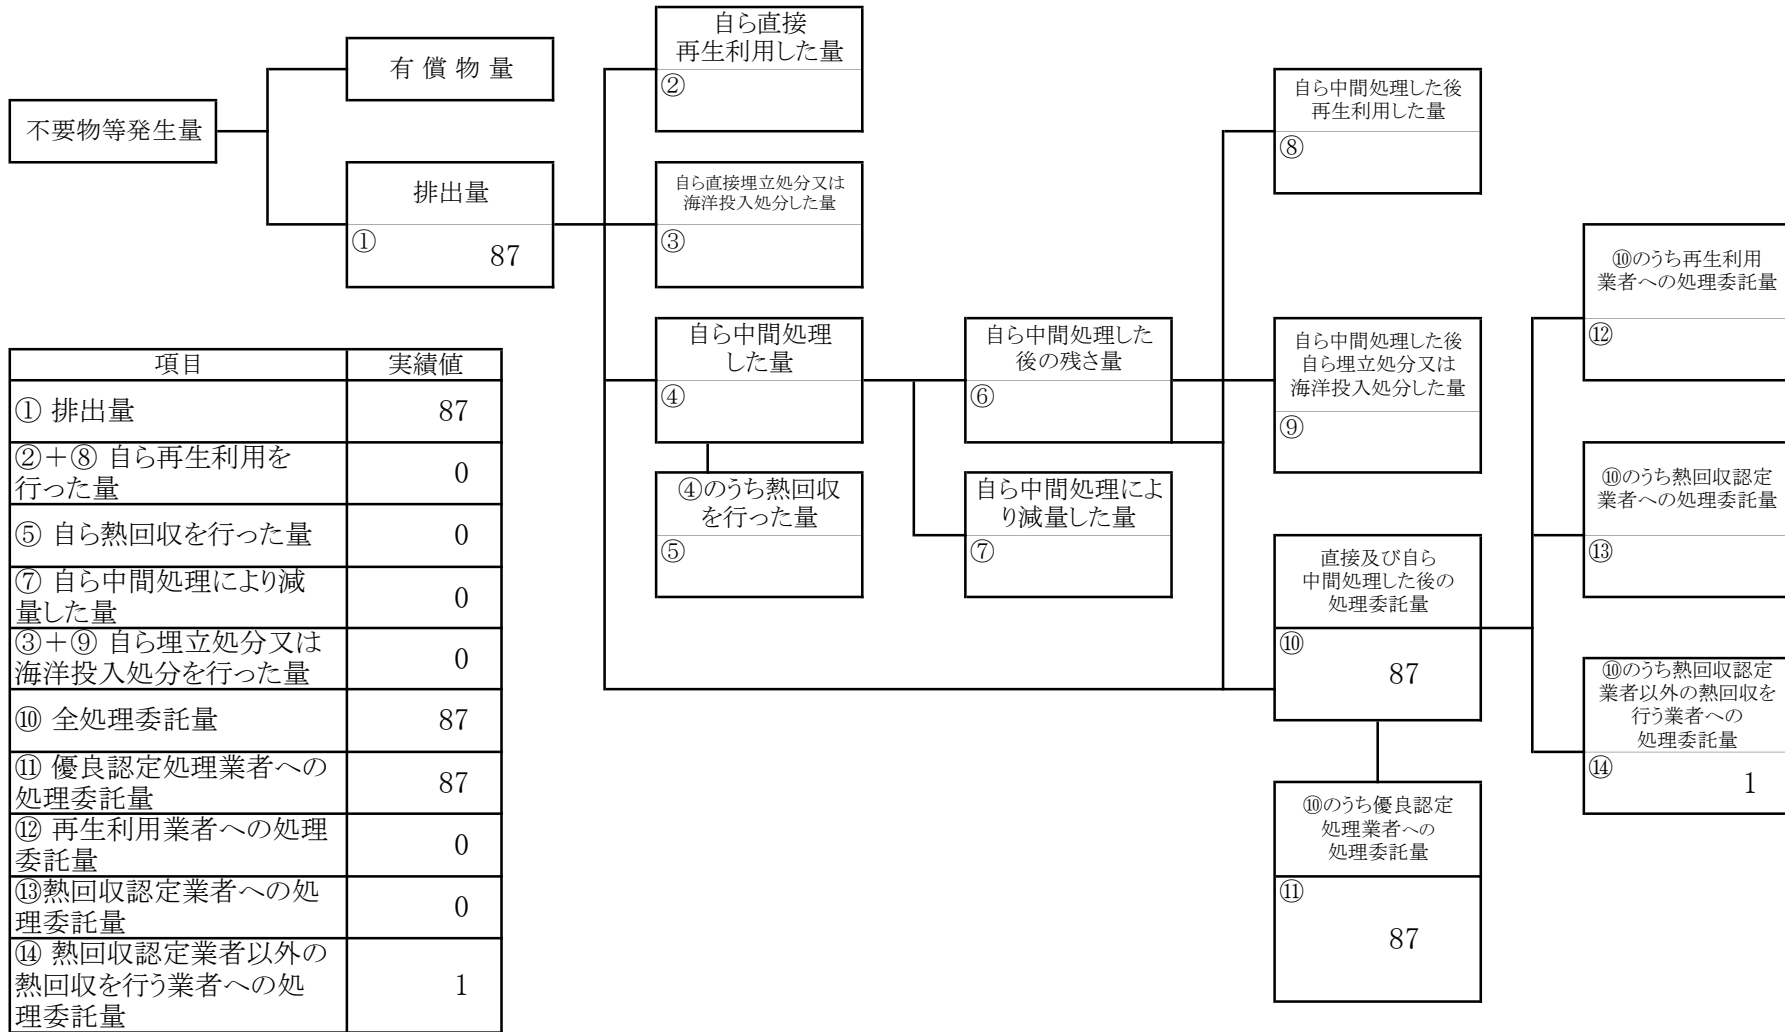 不要物等発生量
有 償 物 量
排出量
①
87
自ら直接
再生利用した量
②
自ら直接埋立処分又は
海洋投入処分した量
③
自ら中間処理
した量
④
④のうち熱回収
を行った量
⑤
自ら中間処理した
後の残さ量
⑥
自ら中間処理によ
り減量した量
⑦
自ら中間処理した後
再生利用した量
⑧
自ら中間処理した後
自ら埋立処分又は
海洋投入処分した量
⑨
直接及び自ら
中間処理した後の
処理委託量
⑩
87
⑩のうち優良認定
処理業者への
処理委託量
⑪
87
⑩のうち再生利用
業者への処理委託量
⑫
⑩のうち熱回収認定
業者への処理委託量
⑬
⑩のうち熱回収認定
業者以外の熱回収を
行う業者への
処理委託量
⑭
1
項目 実績値
① 排出量 87
②＋⑧ 自ら再生利用を
行った量 0
⑤ 自ら熱回収を行った量 0
⑦ 自ら中間処理により減
量した量 0
③＋⑨ 自ら埋立処分又は
海洋投入処分を行った量 0
⑩ 全処理委託量 87
⑪ 優良認定処理業者への
処理委託量 87
⑫ 再生利用業者への処理
委託量 0
⑬熱回収認定業者への処
理委託量 0
⑭ 熱回収認定業者以外の
熱回収を行う業者への処
理委託量 1